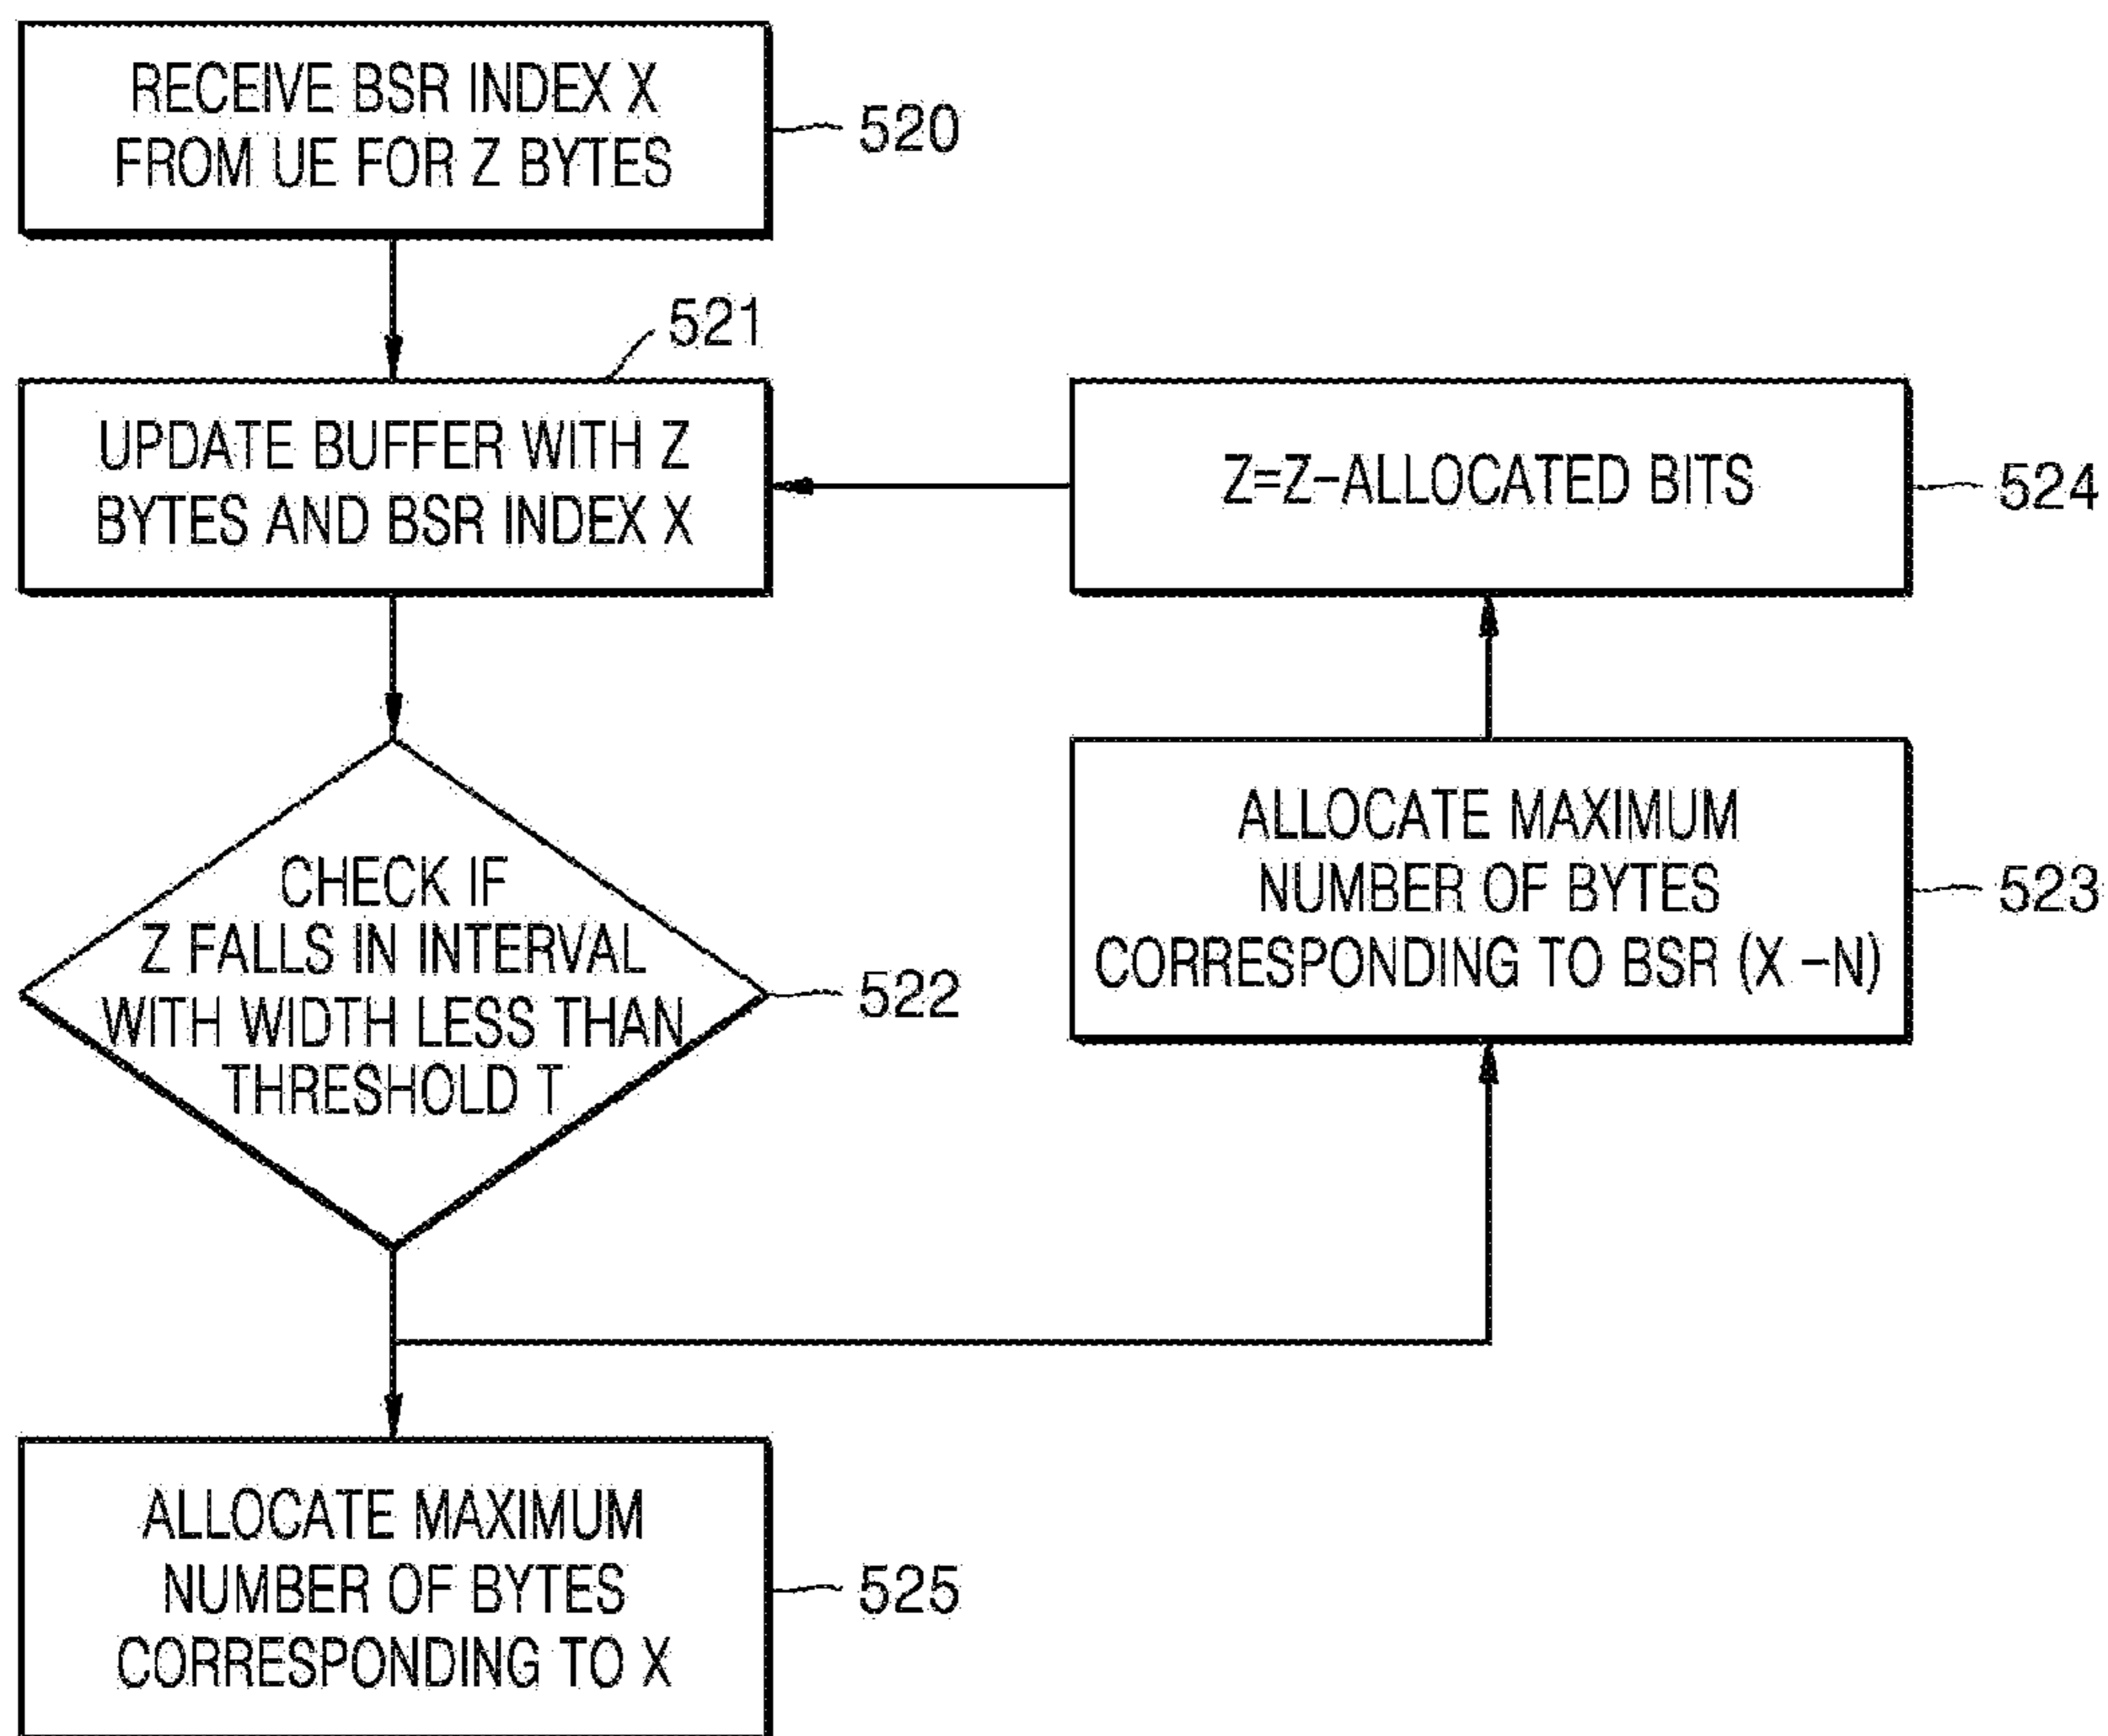 RECEIVE BSR INDEX X
FROM UE FOR Z BYTES
520
521
UPDATE BUFFER WITH Z
BYTES AND BSR INDEX X
Z=Z-ALLOCATED BITS
524
CHECK IF
Z FALLS IN INTERVAL
WITH WIDTH LESS THAN
THRESHOLD T
522
ALLOCATE MAXIMUM
NUMBER OF BYTES
CORRESPONDING TO BSR (X -N)
523
ALLOCATE MAXIMUM
NUMBER OF BYTES
CORRESPONDING TO X
525